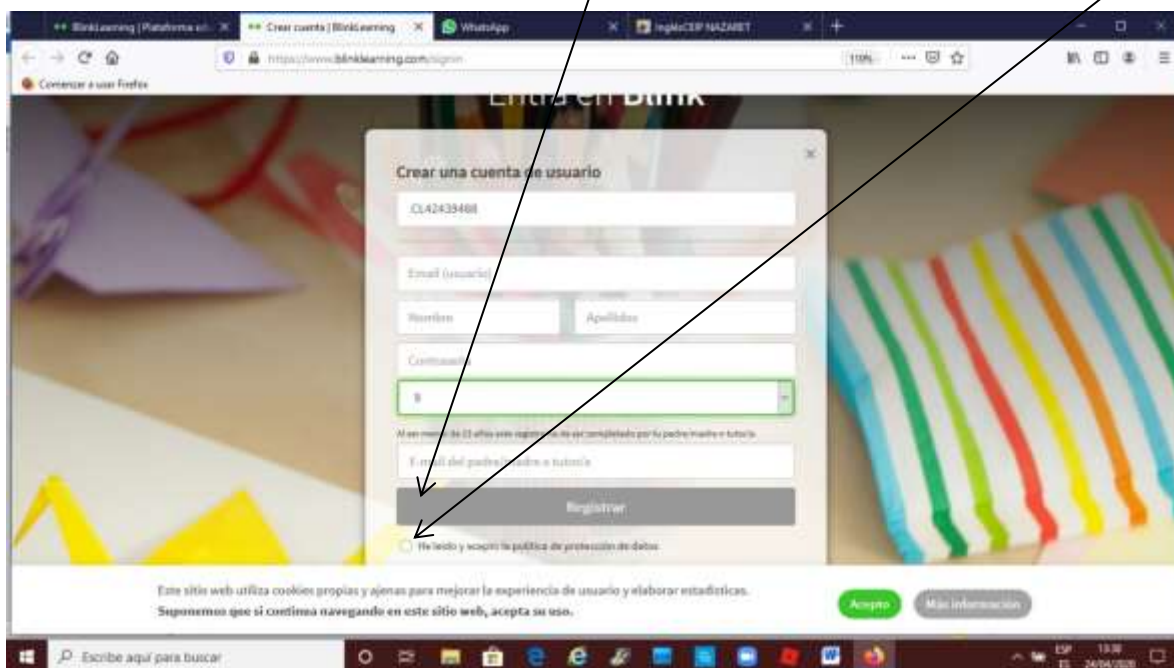 BlinkLearning | Plataforma
Crear cuenta | BlinkLearning
WhatsApp
InglésCEIP NAZARET
https://www.blinklearning.com/signin
110%
Comenzar a usar Firefox
Entra en Blink
Crear una cuenta de usuario
Email (usuario)
Nombre
Apellidos
Contraseña
9
Al ser menor de 13 años este registro ha de ser completado por tu padre/madre o tutor/a
E-mail del padre/madre o tutor/a
Registrar
He leído y acepto la política de protección de datos
Este sitio web utiliza cookies propias y ajenas para mejorar la experiencia de usuario y elaborar estadísticas.
Suponemos que si continua navegando en este sitio web, acepta su uso.
Acepto
Más información
Escribe aquí para buscar
ESP
ES